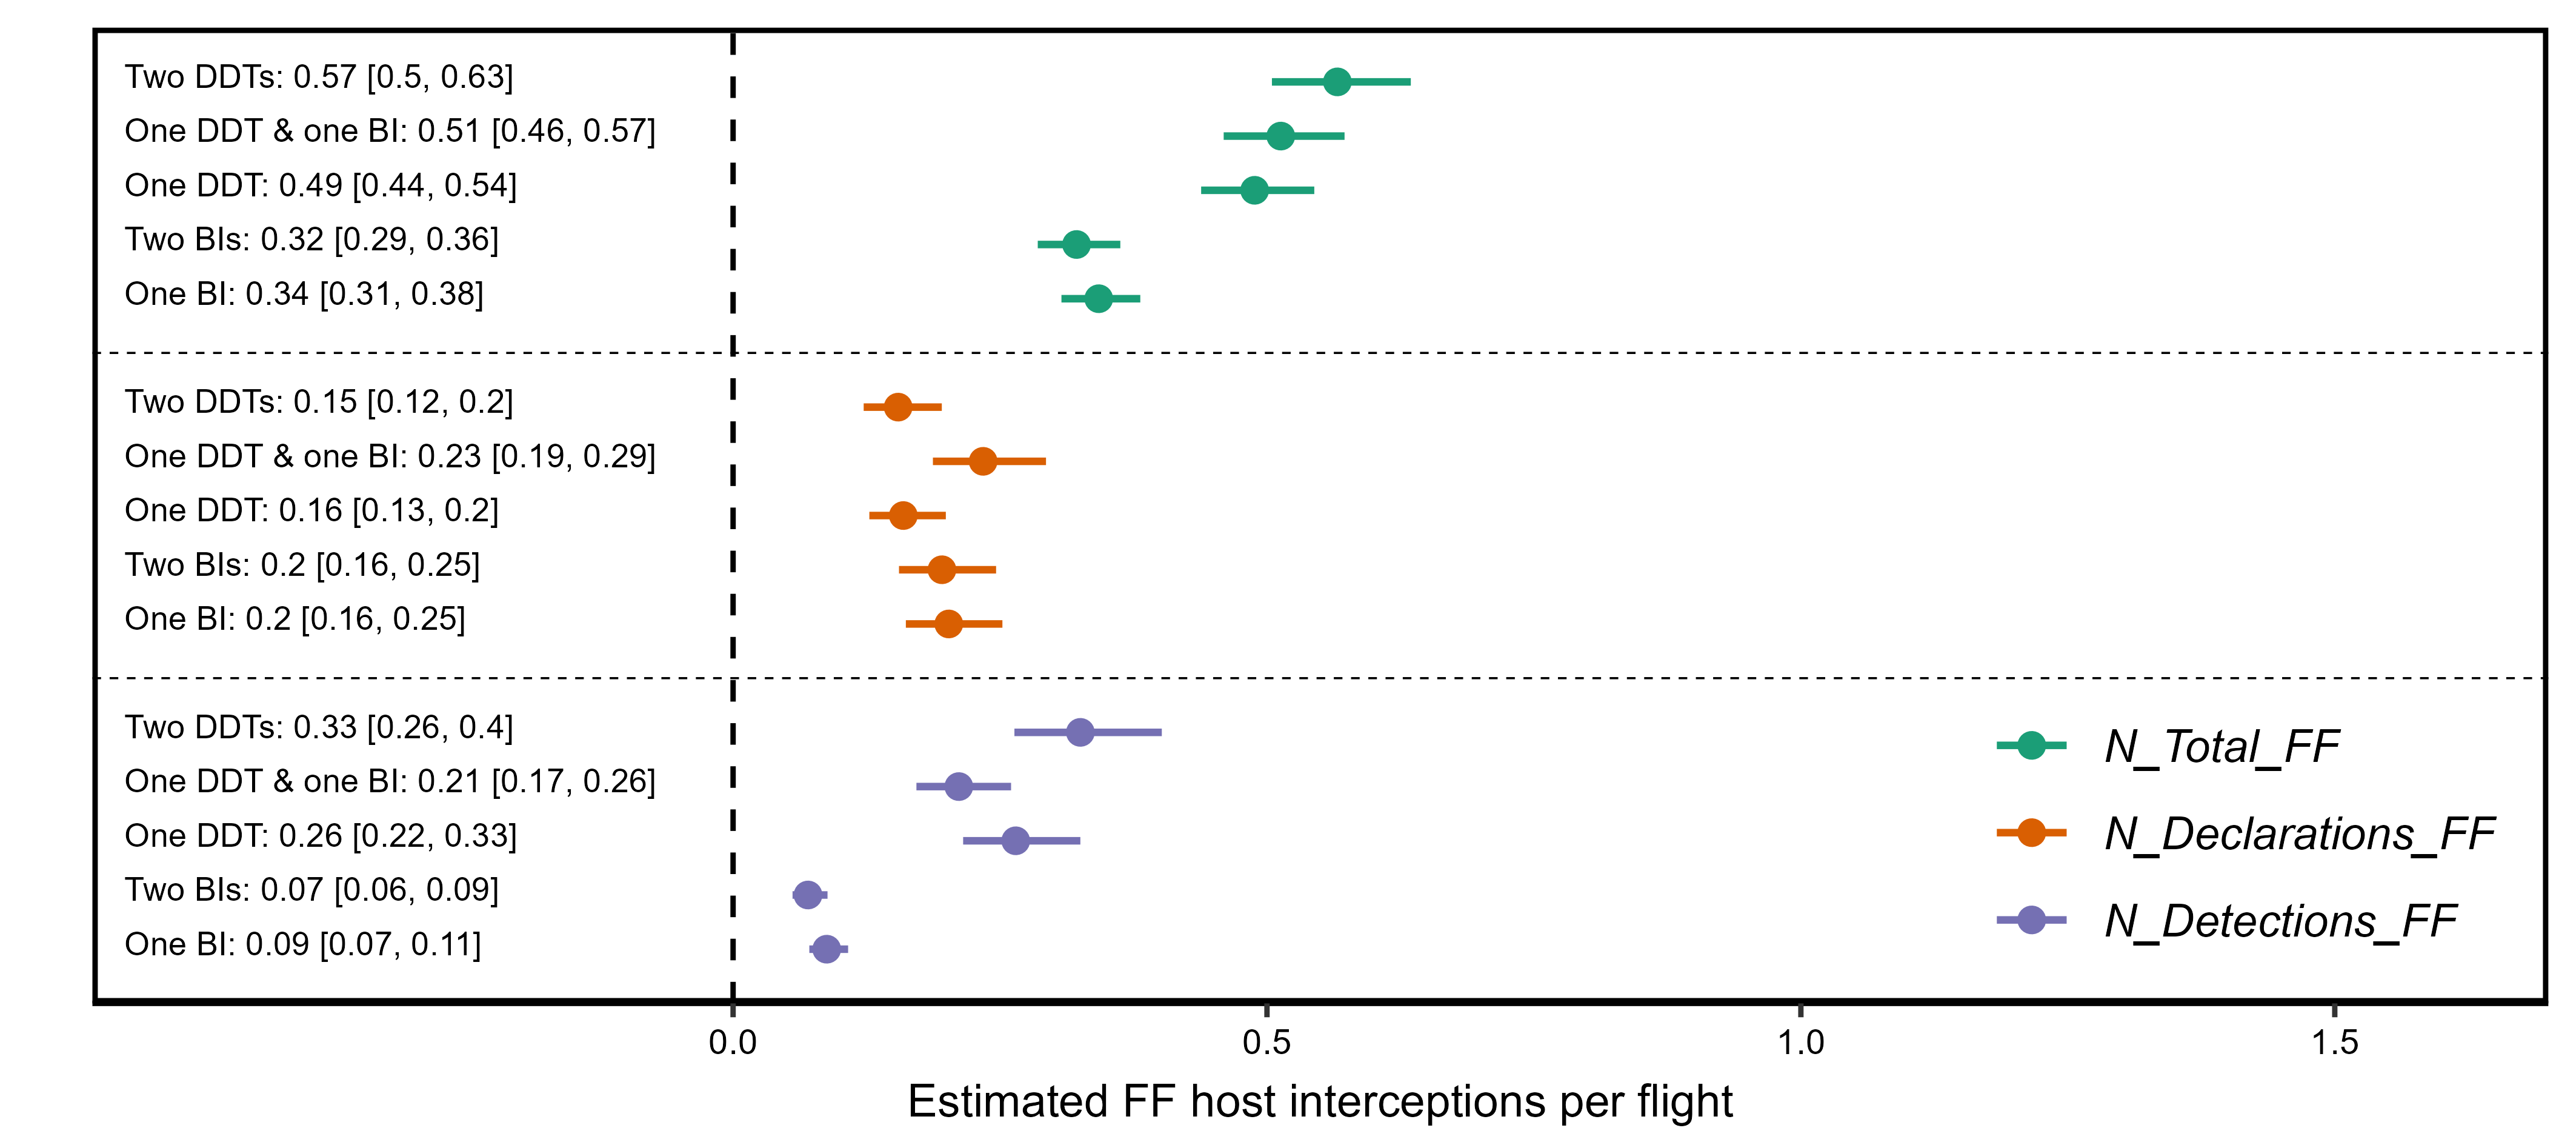 Two DDTs: 0.57 [0.5, 0.63]
One DDT & one BI: 0.51 [0.46, 0.57]
One DDT: 0.49 [0.44, 0.54]
Two BIs: 0.32 [0.29, 0.36]
One BI: 0.34 [0.31, 0.38]
Two DDTs: 0.15 [0.12, 0.2]
One DDT & one BI: 0.23 [0.19, 0.29]
One DDT: 0.16 [0.13, 0.2]
Two BIs: 0.2 [0.16, 0.25]
One BI: 0.2 [0.16, 0.25]
Two DDTs: 0.33 [0.26, 0.4]
One DDT & one BI: 0.21 [0.17, 0.26]
One DDT: 0.26 [0.22, 0.33]
Two BIs: 0.07 [0.06, 0.09]
One BI: 0.09 [0.07, 0.11]
N_Total_FF
N_Declarations_FF
N_Detections_FF
0.0 0.5 1.0 1.5
Estimated FF host interceptions per flight